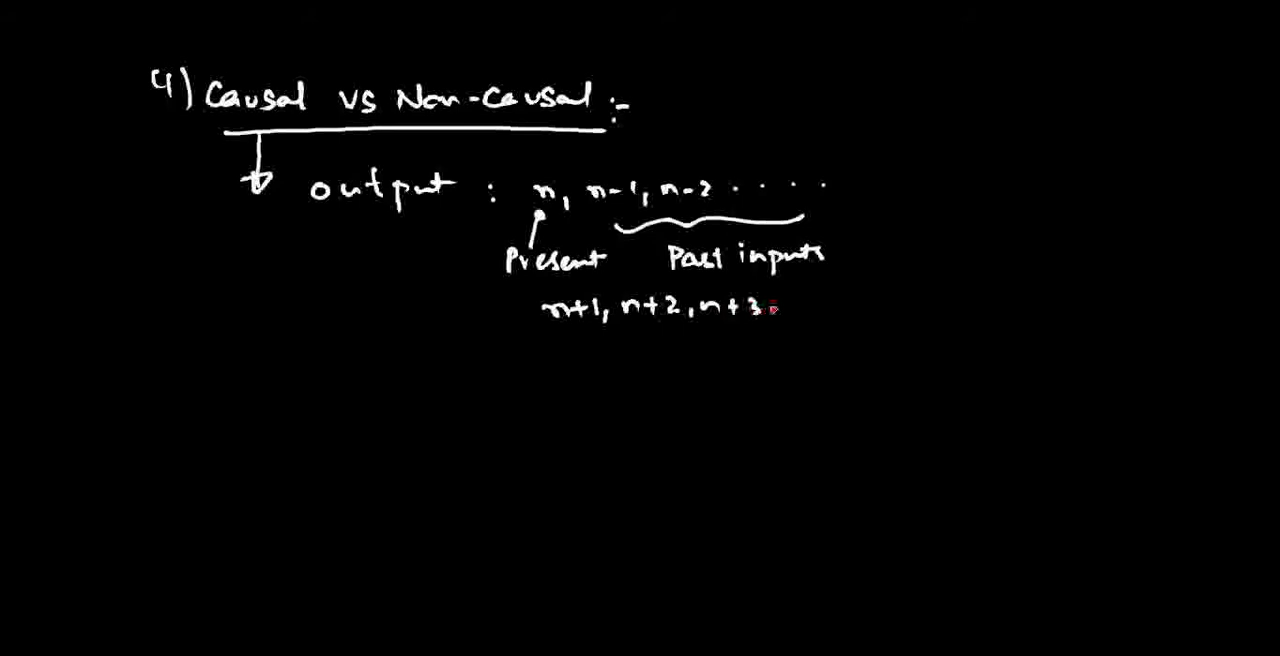 4) Causal vs Non-Causal :-
output : n, n-1, n-2 ....
Present Past inputs
n+1, n+2, n+3.